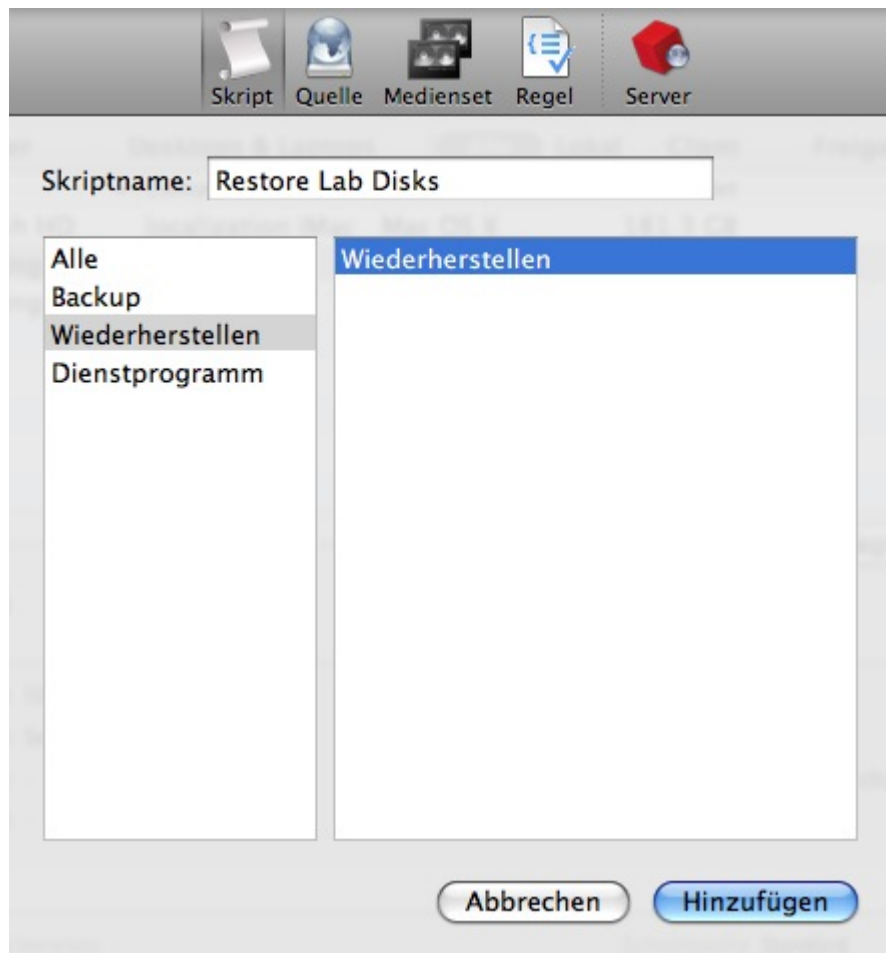 Skript Quelle Medienset Regel Server
Skriptname: Restore Lab Disks
Alle
Backup
Wiederherstellen
Dienstprogramm
Wiederherstellen
Abbrechen Hinzufügen